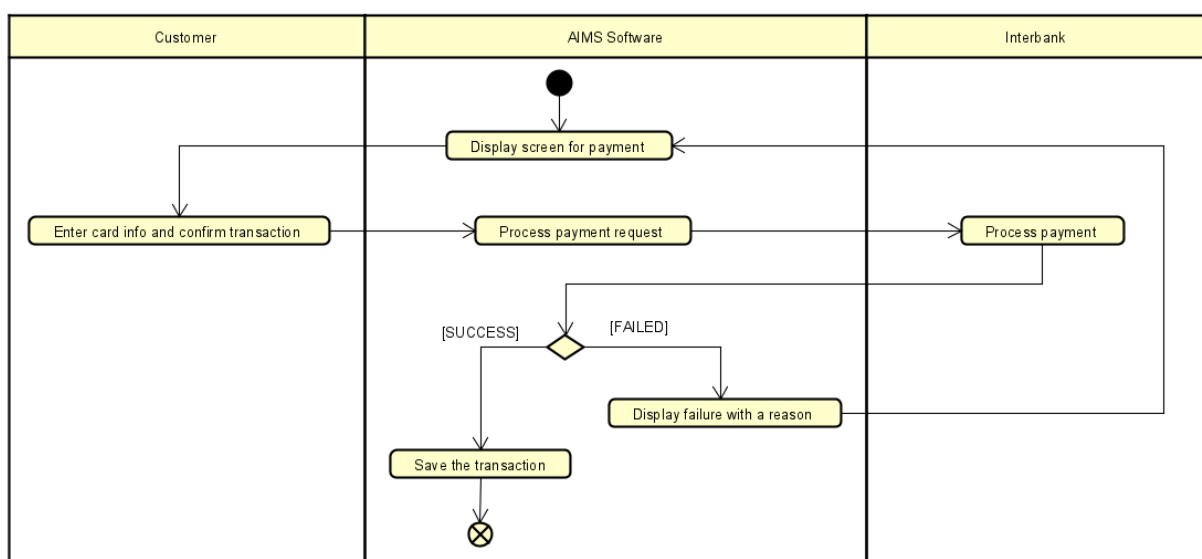 Customer
AIMS Software
Interbank
Display screen for payment
Enter card info and confirm transaction
Process payment request
Process payment
[SUCCESS]
[FAILED]
Display failure with a reason
Save the transaction